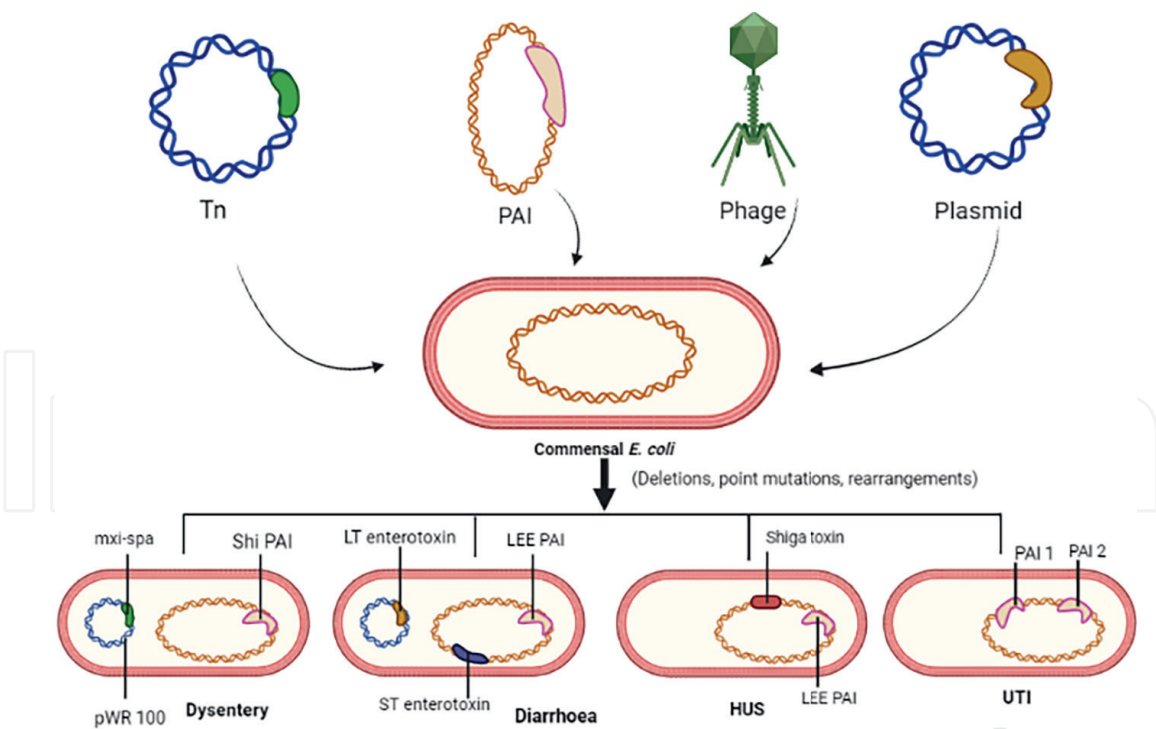 Tn
PAI
Phage
Plasmid
Commensal E. coli
(Deletions, point mutations, rearrangements)
mxi-spa
Shi PAI
LT enterotoxin
LEE PAI
Shiga toxin
PAI 1
PAI 2
pWR 100
Dysentery
ST enterotoxin
Diarrhoea
HUS
LEE PAI
UTI